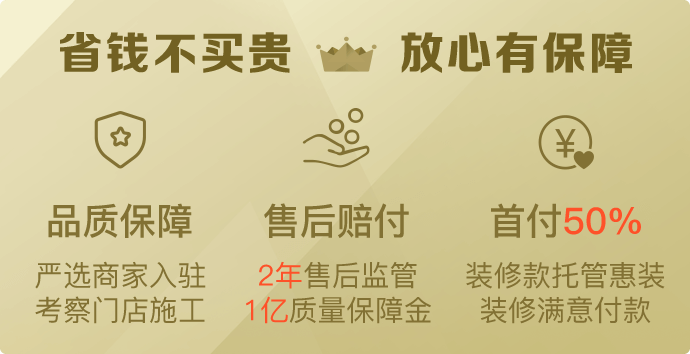 省钱不买贵 放心有保障
品质保障
严选商家入驻
考察门店施工
售后赔付
2年售后监管
1亿质量保障金
¥
首付50%
装修款托管惠装
装修满意付款